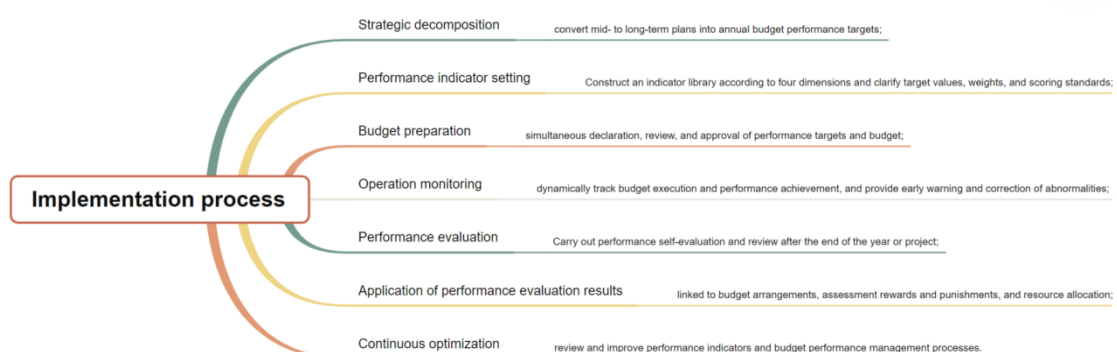 Strategic decomposition
convert mid- to long-term plans into annual budget performance targets;
Performance indicator setting
Construct an indicator library according to four dimensions and clarify target values, weights, and scoring standards;
Budget preparation
simultaneous declaration, review, and approval of performance targets and budget;
Implementation process
Operation monitoring
dynamically track budget execution and performance achievement, and provide early warning and correction of abnormalities;
Performance evaluation
Carry out performance self-evaluation and review after the end of the year or project;
Application of performance evaluation results
linked to budget arrangements, assessment rewards and punishments, and resource allocation;
Continuous optimization
review and improve performance indicators and budget performance management processes.